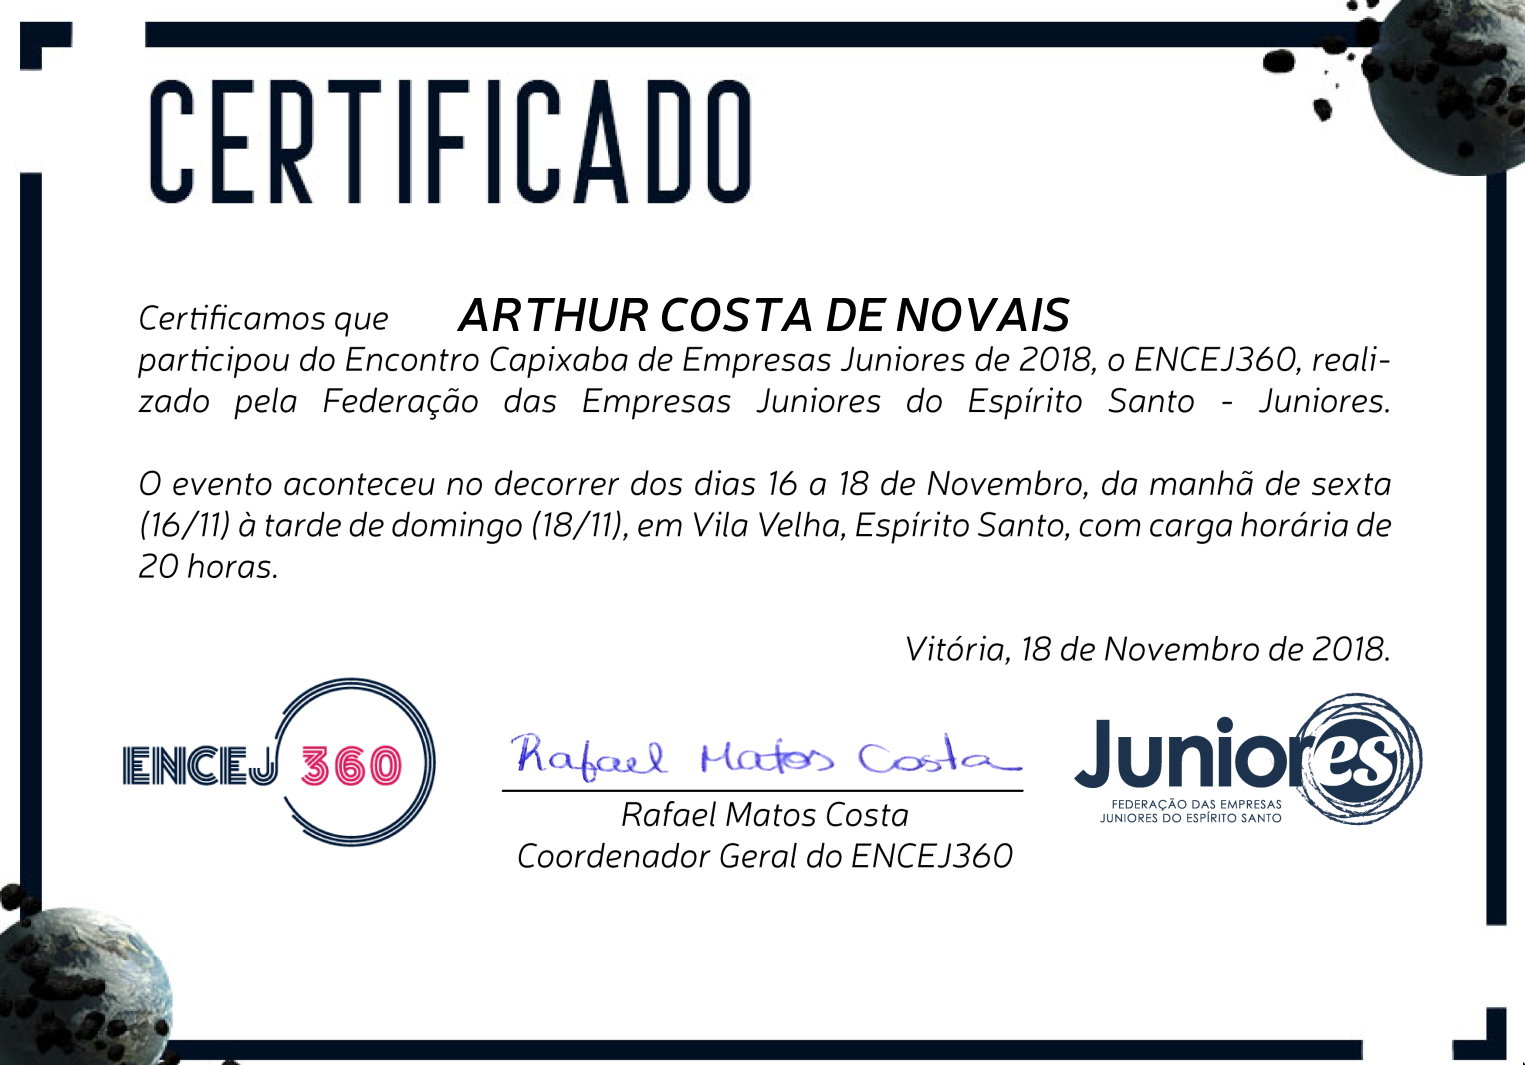 CERTIFICADO
Certificamos que ARTHUR COSTA DE NOVAIS
participou do Encontro Capixaba de Empresas Juniores de 2018, o ENCEJ360, reali-
zado pela Federação das Empresas Juniores do Espírito Santo - Juniores.
O evento aconteceu no decorrer dos dias 16 a 18 de Novembro, da manhã de sexta
(16/11) à tarde de domingo (18/11), em Vila Velha, Espírito Santo, com carga horária de
20 horas.
Vitória, 18 de Novembro de 2018.
ENCEJ 360
Rafael Matos Costa
Rafael Matos Costa
Coordenador Geral do ENCEJ360
Juniores
FEDERAÇÃO DAS EMPRESAS
JUNIORES DO ESPÍRITO SANTO